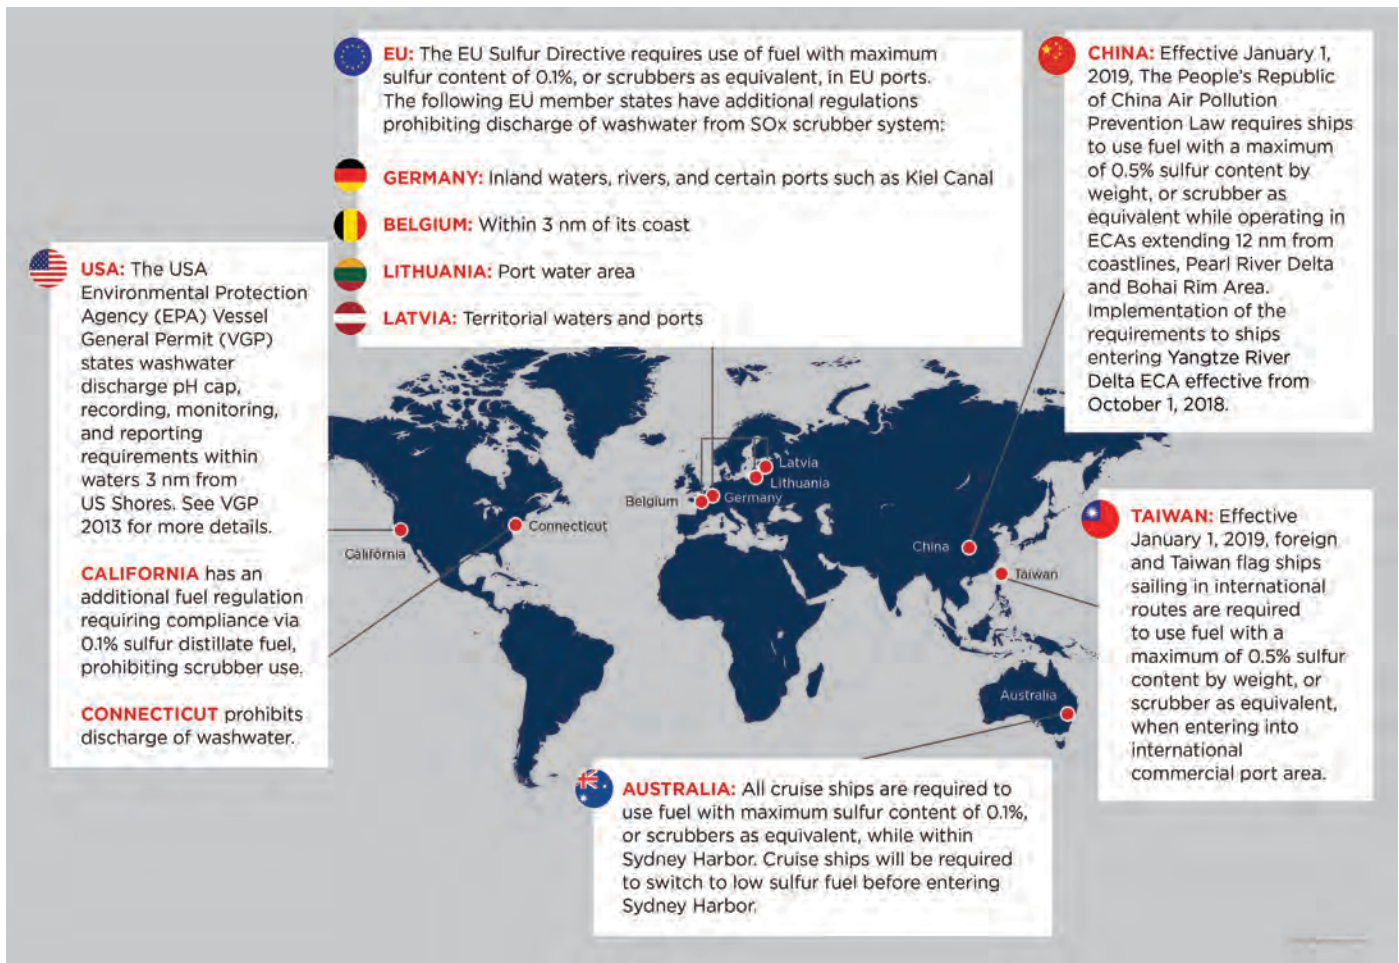 EU: The EU Sulfur Directive requires use of fuel with maximum
sulfur content of 0.1%, or scrubbers as equivalent, in EU ports.
The following EU member states have additional regulations
prohibiting discharge of washwater from SOx scrubber system:
GERMANY: Inland waters, rivers, and certain ports such as Kiel Canal
BELGIUM: Within 3 nm of its coast
LITHUANIA: Port water area
LATVIA: Territorial waters and ports
CHINA: Effective January 1,
2019, The People's Republic
of China Air Pollution
Prevention Law requires ships
to use fuel with a maximum
of 0.5% sulfur content by
weight, or scrubber as
equivalent while operating in
ECAs extending 12 nm from
coastlines, Pearl River Delta
and Bohai Rim Area.
Implementation of the
requirements to ships
entering Yangtze River
Delta ECA effective from
October 1, 2018.
USA: The USA
Environmental Protection
Agency (EPA) Vessel
General Permit (VGP)
states washwater
discharge pH cap,
recording, monitoring,
and reporting
requirements within
waters 3 nm from
US Shores. See VGP
2013 for more details.
CALIFORNIA has an
additional fuel regulation
requiring compliance via
0.1% sulfur distillate fuel,
prohibiting scrubber use.
CONNECTICUT prohibits
discharge of washwater.
Latvia
Lithuania
Belgium
Germany
Connecticut
California
China
Taiwan
Australia
TAIWAN: Effective
January 1, 2019, foreign
and Taiwan flag ships
sailing in international
routes are required
to use fuel with a
maximum of 0.5% sulfur
content by weight, or
scrubber as equivalent,
when entering into
international
commercial port area.
AUSTRALIA: All cruise ships are required to
use fuel with maximum sulfur content of 0.1%,
or scrubbers as equivalent, while within
Sydney Harbor. Cruise ships will be required
to switch to low sulfur fuel before entering
Sydney Harbor.